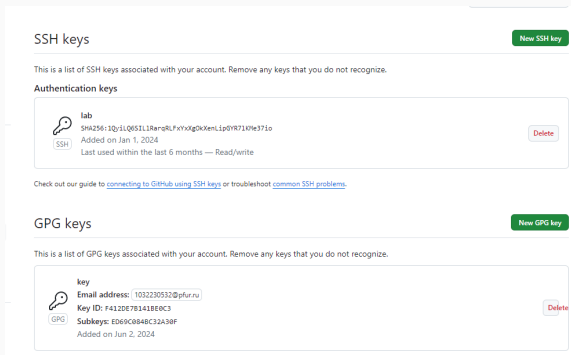 SSH keys
New SSH key
This is a list of SSH keys associated with your account. Remove any keys that you do not recognize.
Authentication keys
lab
SHA256:1QyiLQ6SIL1RarqRLFxYxXgOkXenLipGYR71KMe37io
Added on Jan 1, 2024
Last used within the last 6 months — Read/write
SSH
Delete
Check out our guide to connecting to GitHub using SSH keys or troubleshoot common SSH problems.
GPG keys
New GPG key
This is a list of GPG keys associated with your account. Remove any keys that you do not recognize.
key
Email address: 1032230532@pfur.ru
Key ID: F412DE7B141BE0C3
Subkeys: ED69C084BC32A30F
Added on Jun 2, 2024
GPG
Delete